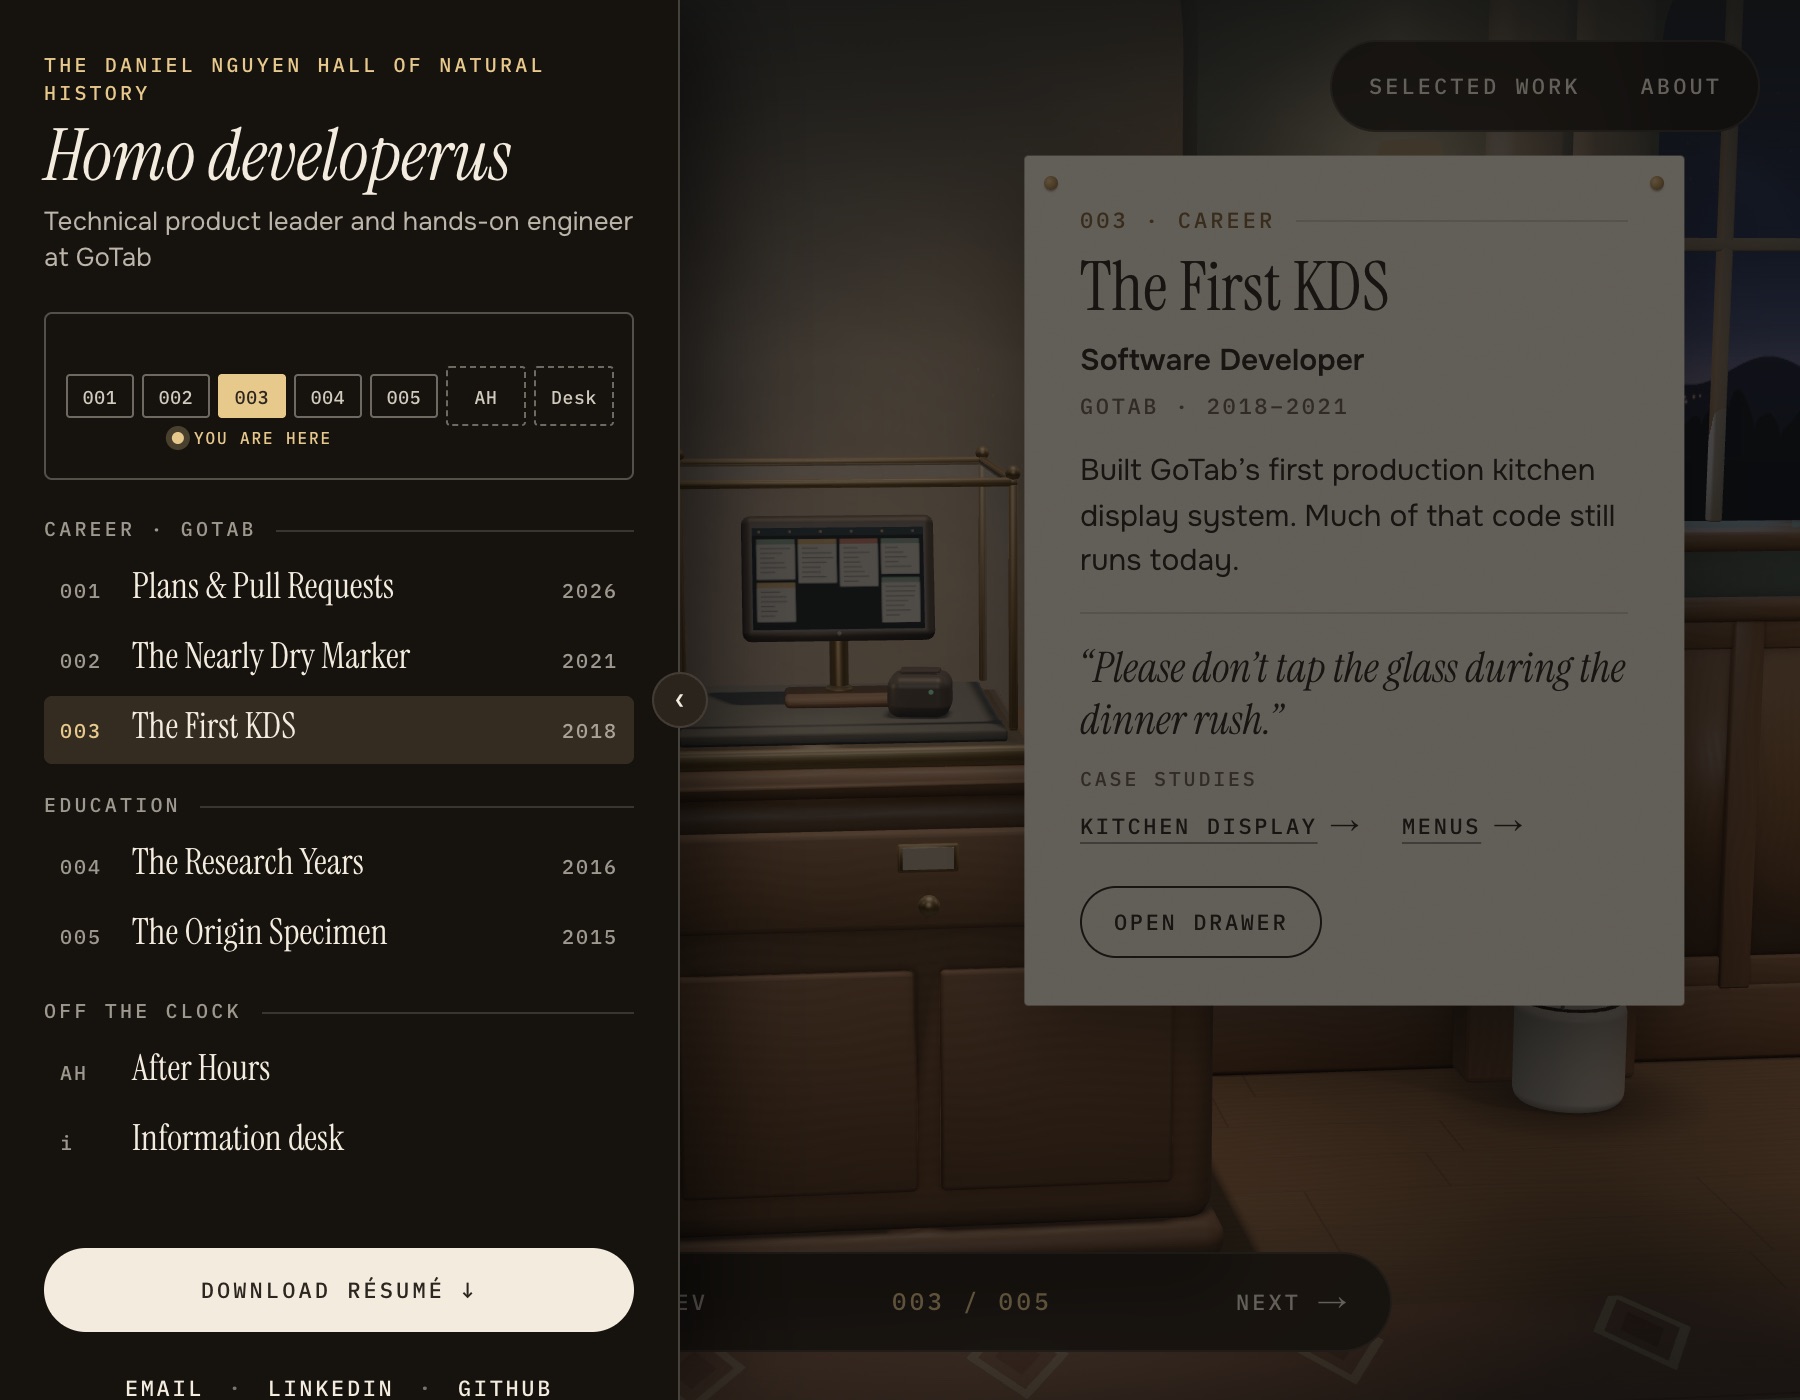 THE DANIEL NGUYEN HALL OF NATURAL
HISTORY
Homo developerus
Technical product leader and hands-on engineer
at GoTab
001 002 003 004 005 AH Desk
YOU ARE HERE
CAREER · GOTAB
001 Plans & Pull Requests 2026
002 The Nearly Dry Marker 2021
003 The First KDS 2018
EDUCATION
004 The Research Years 2016
005 The Origin Specimen 2015
OFF THE CLOCK
AH After Hours
i Information desk
DOWNLOAD RÉSUMÉ ↓
EMAIL · LINKEDIN · GITHUB
‹
SELECTED WORK ABOUT
003 · CAREER
The First KDS
Software Developer
GOTAB · 2018–2021
Built GoTab’s first production kitchen
display system. Much of that code still
runs today.
“Please don’t tap the glass during the
dinner rush.”
CASE STUDIES
KITCHEN DISPLAY → MENUS →
OPEN DRAWER
EV 003 / 005 NEXT →